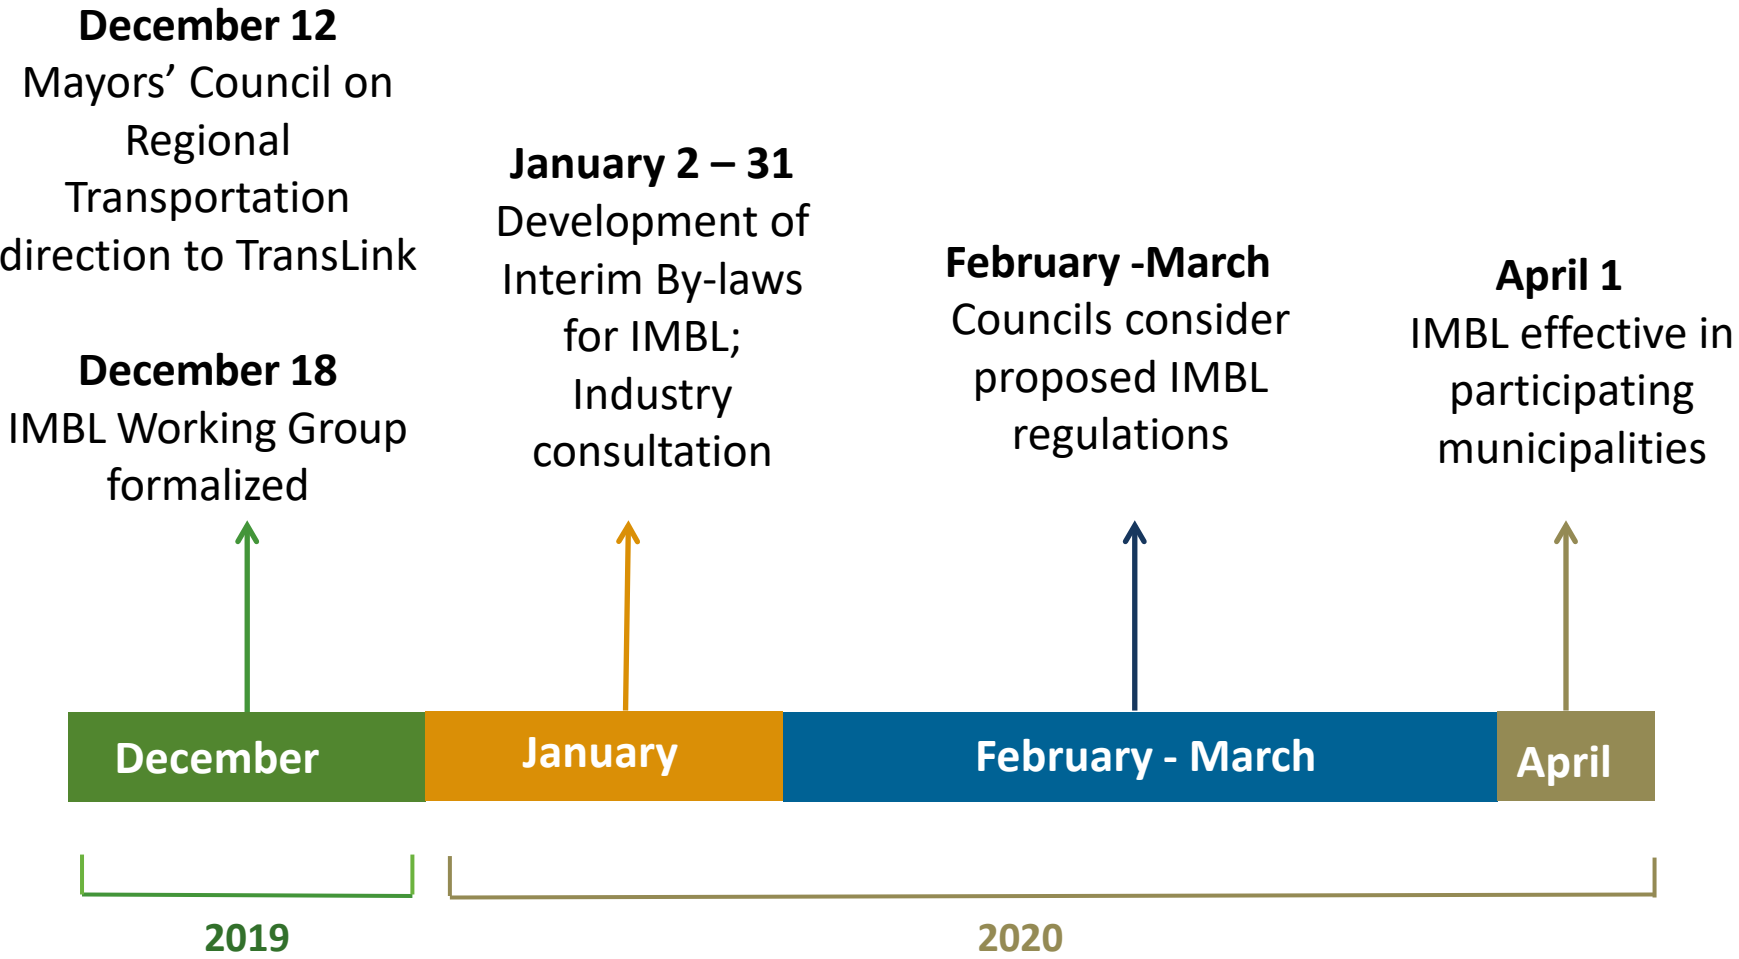 December 12
Mayors’ Council on
Regional
Transportation
direction to TransLink
December 18
IMBL Working Group
formalized
January 2 – 31
Development of
Interim By-laws
for IMBL;
Industry
consultation
February -March
Councils consider
proposed IMBL
regulations
April 1
IMBL effective in
participating
municipalities
December
January
February - March
April
2019
2020